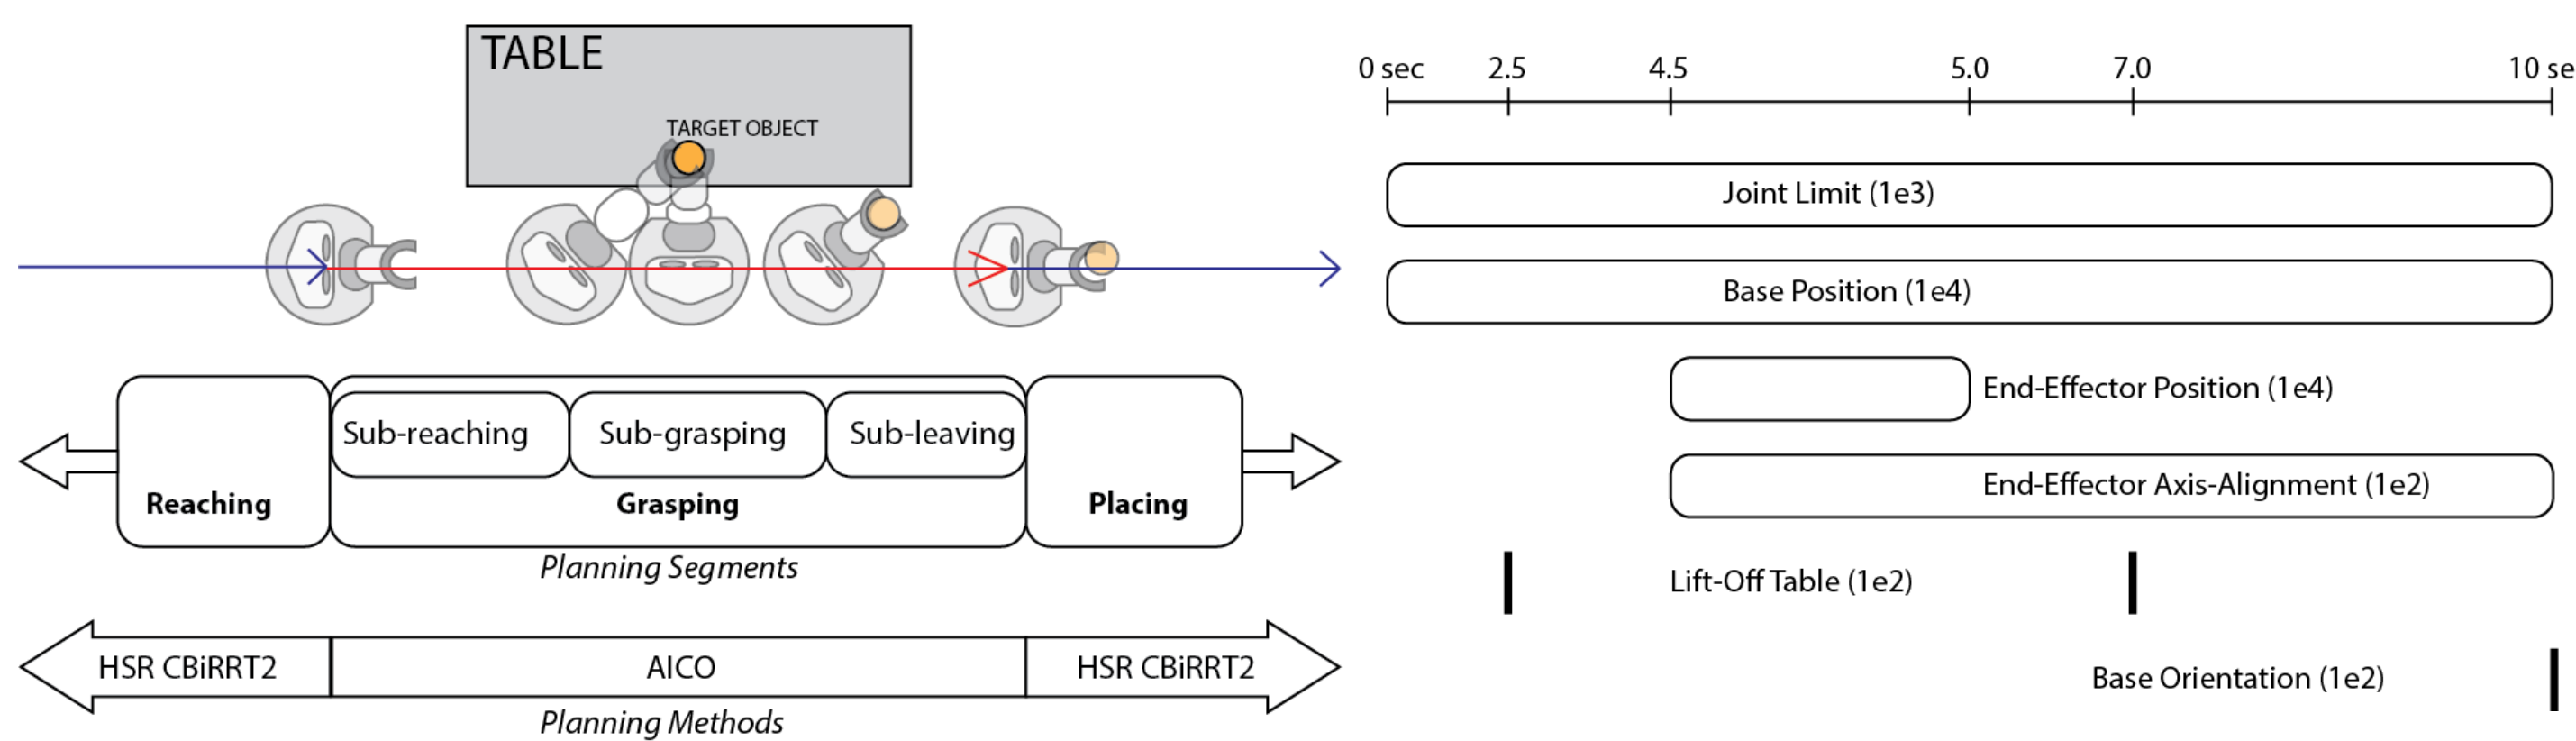 TABLE
TARGET OBJECT
Sub-reaching Sub-grasping Sub-leaving
Reaching Grasping Placing
Planning Segments
HSR CBiRRT2 AICO HSR CBiRRT2
Planning Methods
0 sec 2.5 4.5 5.0 7.0 10 se
Joint Limit (1e3)
Base Position (1e4)
End-Effector Position (1e4)
End-Effector Axis-Alignment (1e2)
Lift-Off Table (1e2)
Base Orientation (1e2)